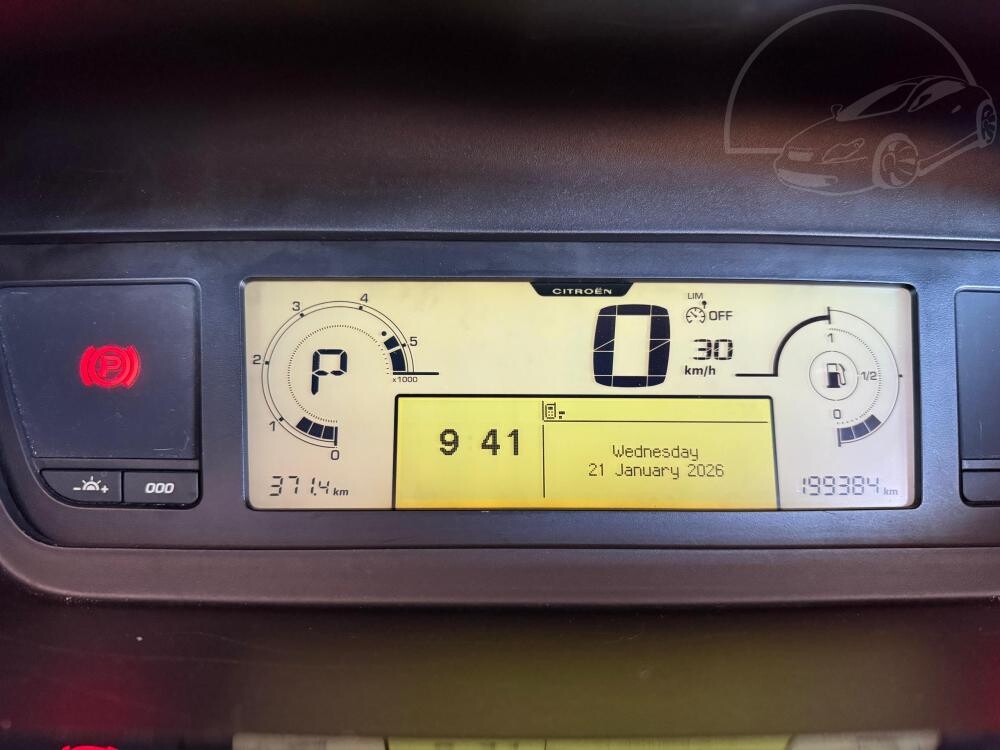 CITROËN
LIM
OFF
0
30
km/h
3
4
2
5
x1000
P
1
0
1
1/2
0
9 41
Wednesday
21 January 2026
371.4 km
199384 km
- +
000
P